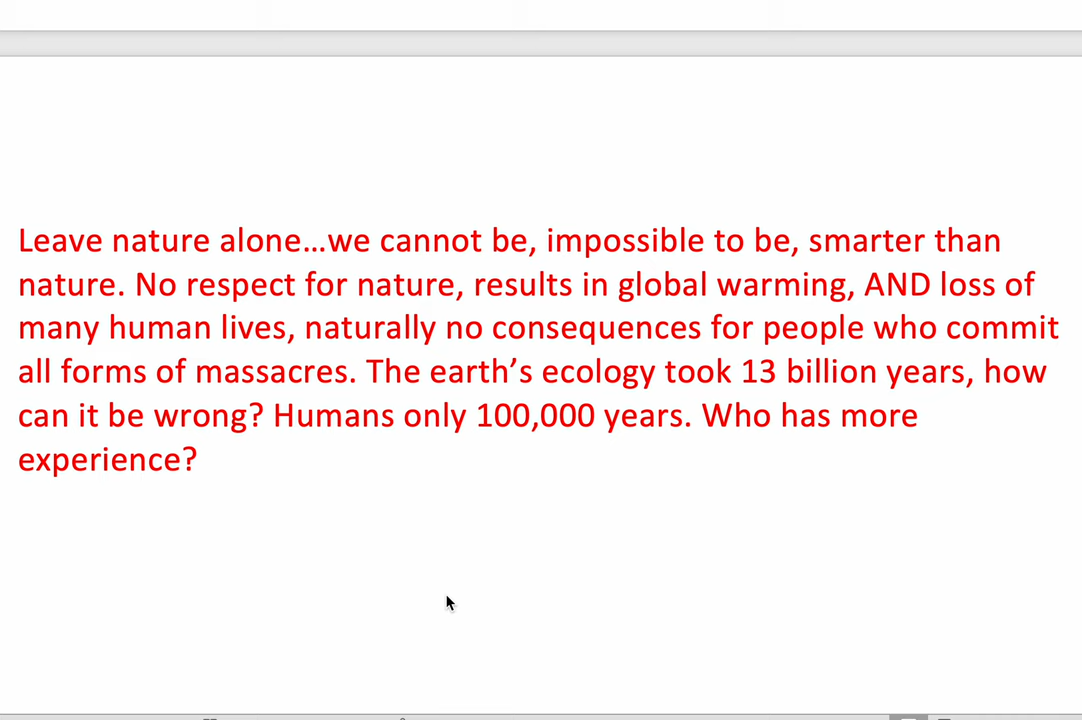 Leave nature alone…we cannot be, impossible to be, smarter than
nature. No respect for nature, results in global warming, AND loss of
many human lives, naturally no consequences for people who commit
all forms of massacres. The earth’s ecology took 13 billion years, how
can it be wrong? Humans only 100,000 years. Who has more
experience?